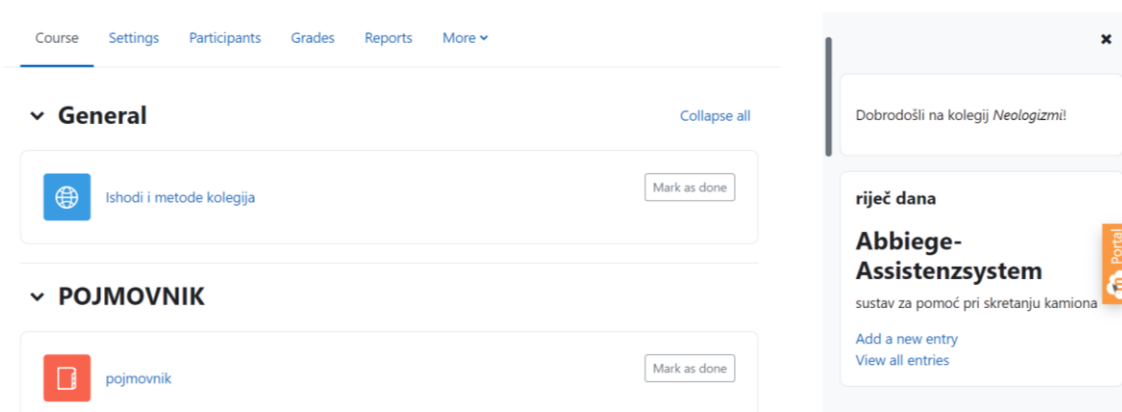 Course Settings Participants Grades Reports More
General
Collapse all
Ishodi i metode kolegija
Mark as done
POJMOVNIK
pojmovnik
Mark as done
Dobrodošli na kolegij Neologizmi!
riječ dana
Abbiege-
Assistenzsystem
sustav za pomoć pri skretanju kamiona
Add a new entry
View all entries
Portal